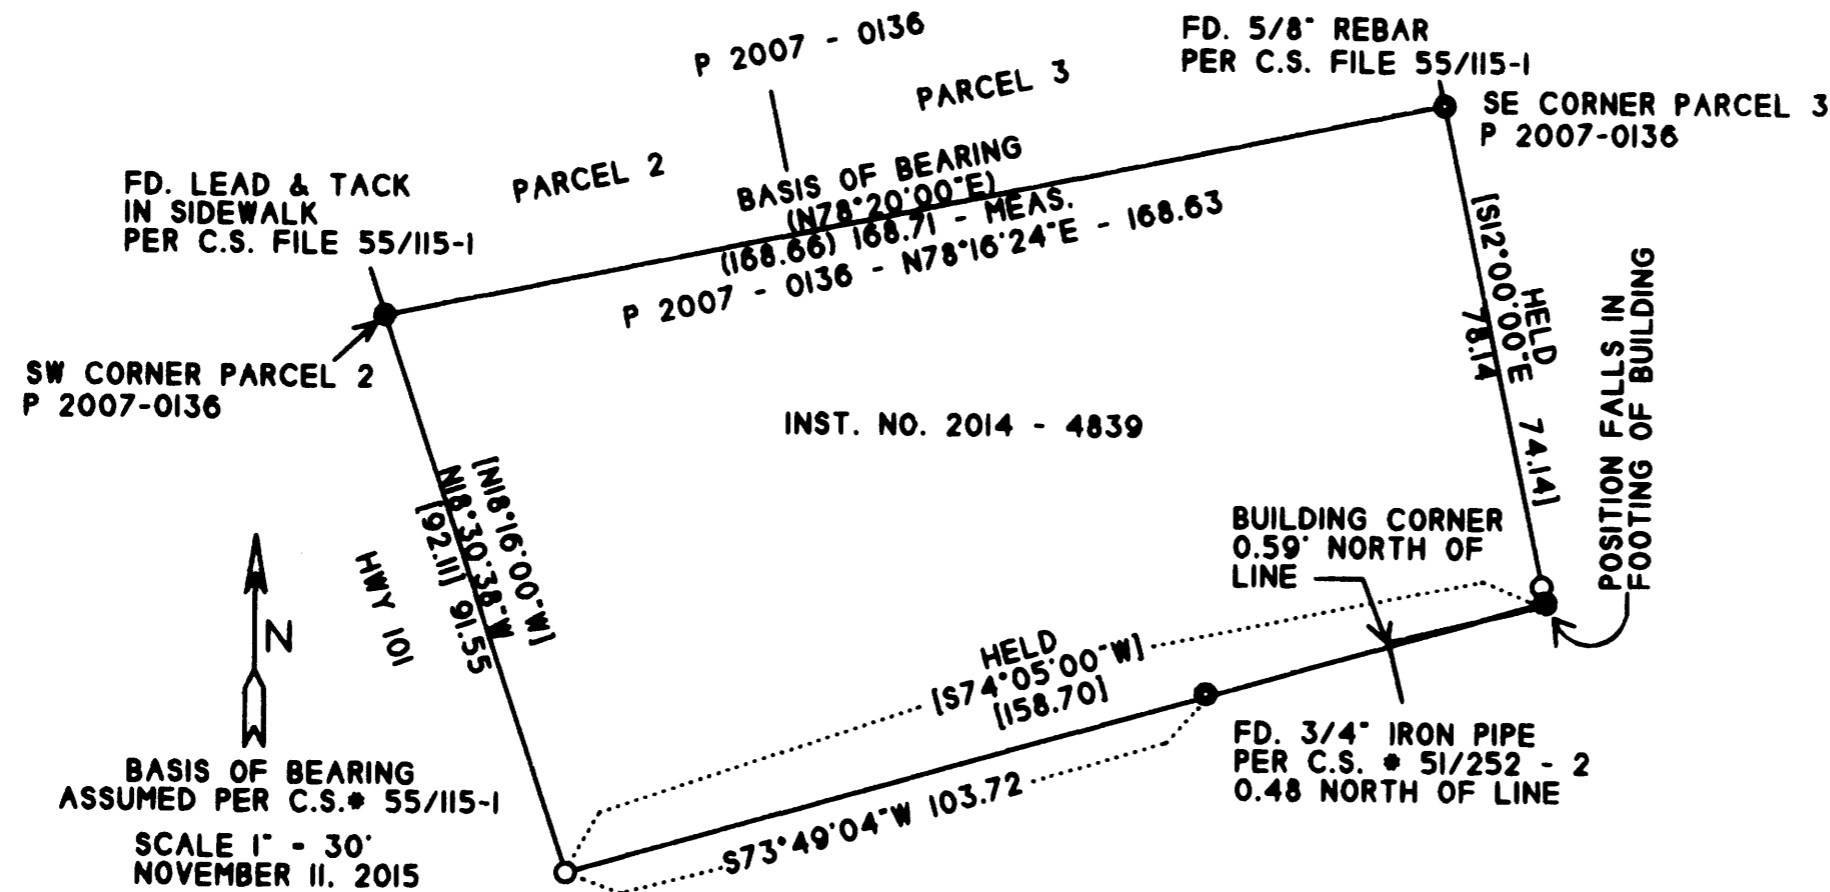 P 2007 - 0136
PARCEL 3
PARCEL 2
FD. 5/8" REBAR
PER C.S. FILE 55/115-1
SE CORNER PARCEL 3
P 2007-0136
FD. LEAD & TACK
IN SIDEWALK
PER C.S. FILE 55/115-1
BASIS OF BEARING
(N78°20'00"E)
(168.66) 168.71 - MEAS.
P 2007 - 0136 - N78°16'24"E - 168.63
SW CORNER PARCEL 2
P 2007-0136
HELD
[S12°00'00"E 74.14]
78.14
POSITION FALLS IN
FOOTING OF BUILDING
INST. NO. 2014 - 4839
[N18°16'00"W]
N18°30'38"W
[92.11] 91.55
HWY 101
BUILDING CORNER
0.59' NORTH OF
LINE
HELD
[S74°05'00"W]
[158.70]
N
S73°49'04"W 103.72
FD. 3/4" IRON PIPE
PER C.S. # 51/252 - 2
0.48 NORTH OF LINE
BASIS OF BEARING
ASSUMED PER C.S.# 55/115-1
SCALE 1" - 30'
NOVEMBER 11, 2015